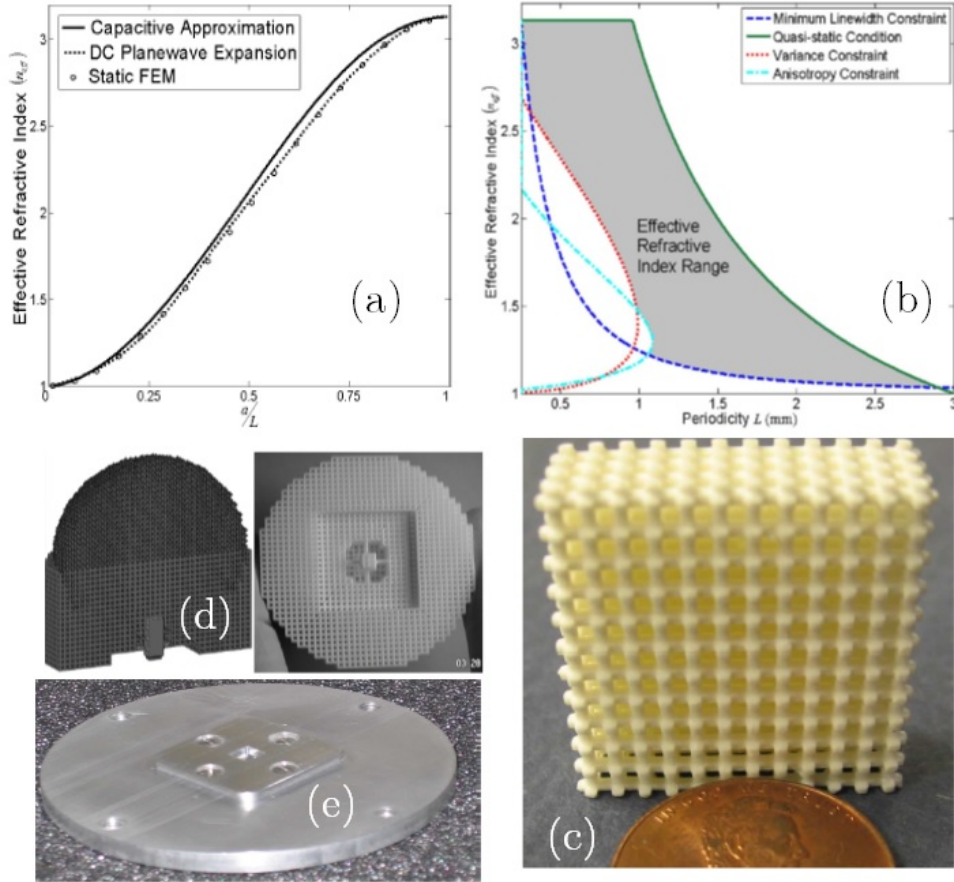 Capacitive Approximation
DC Planewave Expansion
Static FEM
Effective Refractive Index (n_eff)
3
2.5
2
1.5
1
0
0.25
0.5
0.75
1
a/L
(a)
Minimum Linewidth Constraint
Quasi-static Condition
Variance Constraint
Anisotropy Constraint
Effective Refractive Index (n_eff)
3
2.5
2
1.5
1
0.5
1
1.5
2
2.5
3
Periodicity L (mm)
Effective
Refractive
Index Range
(b)
(d)
(e)
(c)